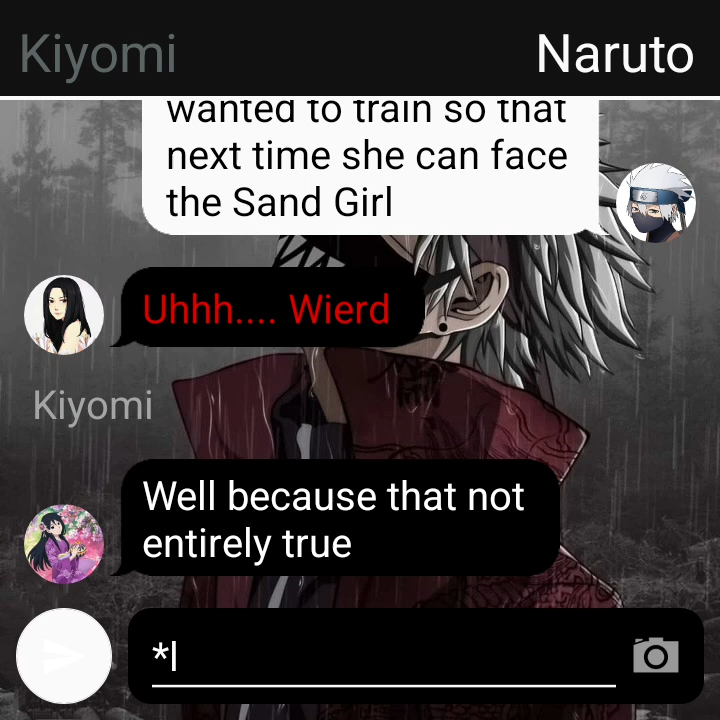 Kiyomi
Naruto
wanted to train so that
next time she can face
the Sand Girl
Uhhh.... Wierd
Kiyomi
Well because that not
entirely true
*